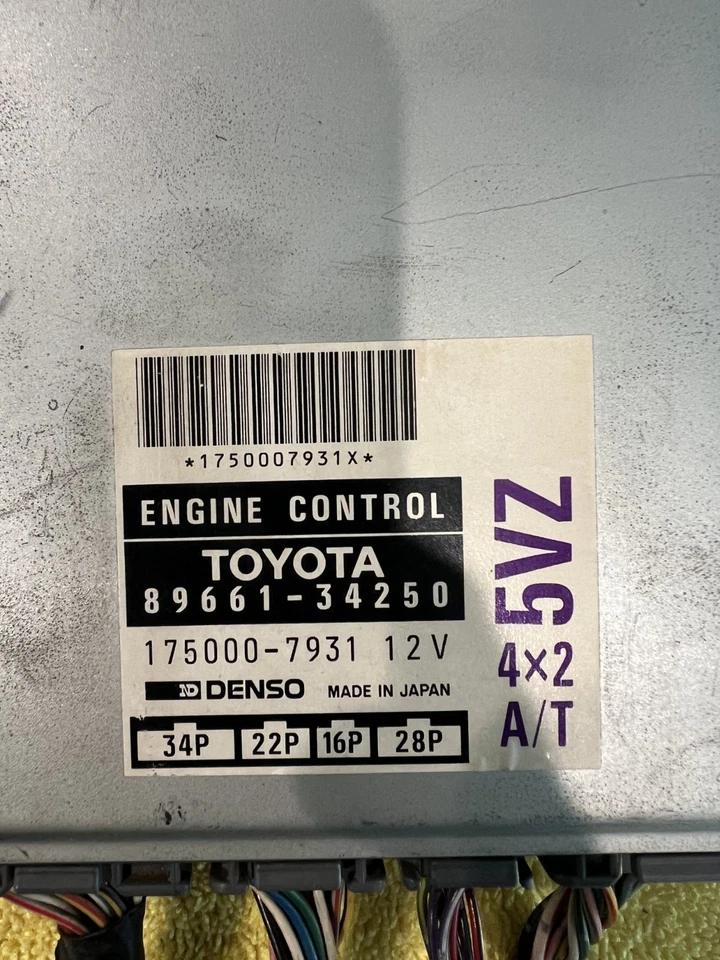 *1750007931X*
ENGINE CONTROL
TOYOTA
89661-34250
175000-7931 12V
ND DENSO MADE IN JAPAN
34P 22P 16P 28P
5VZ
4×2
A/T